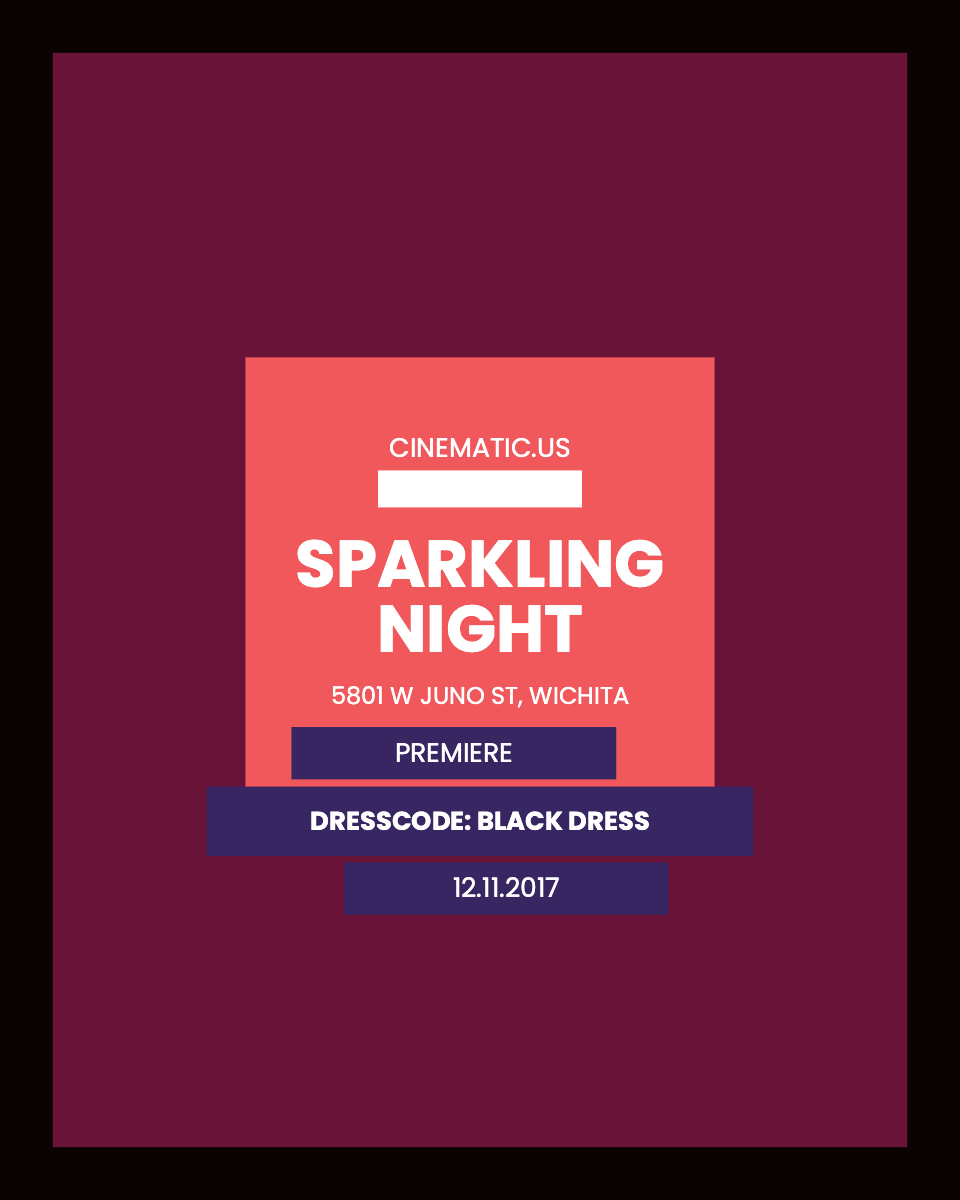 CINEMATIC.US
SPARKLING
NIGHT
5801 W JUNO ST, WICHITA
PREMIERE
DRESSCODE: BLACK DRESS
12.11.2017